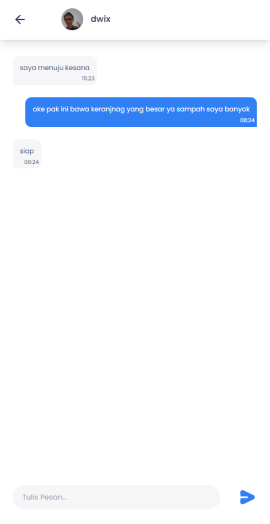 dwix
saya menuju kesana
15:23
oke pak ini bawa keranjnag yang besar ya sampah saya banyak
08:24
siap
08:24
Tulis Pesan...